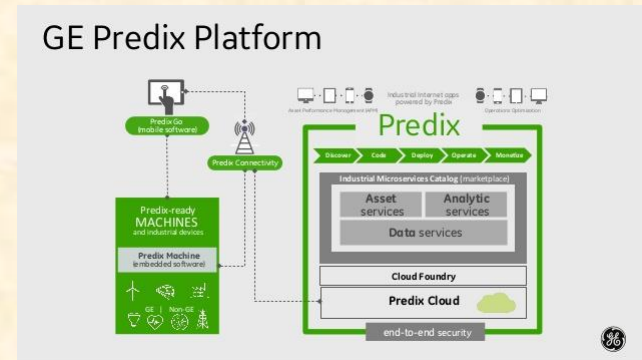 GE Predix Platform
Predix Go
(mobile software)
Predix Connectivity
Predix-ready
MACHINES
and industrial devices
Predix Machine
(embedded software)
GE | Non-GE
Industrial Internet apps
powered by Predix
Asset Performance Management (APM)
Operations Optimization
Predix
Discover
Code
Deploy
Operate
Monetize
Industrial Microservices Catalog (marketplace)
Asset
services
Analytic
services
Data services
Cloud Foundry
Predix Cloud
end-to-end security